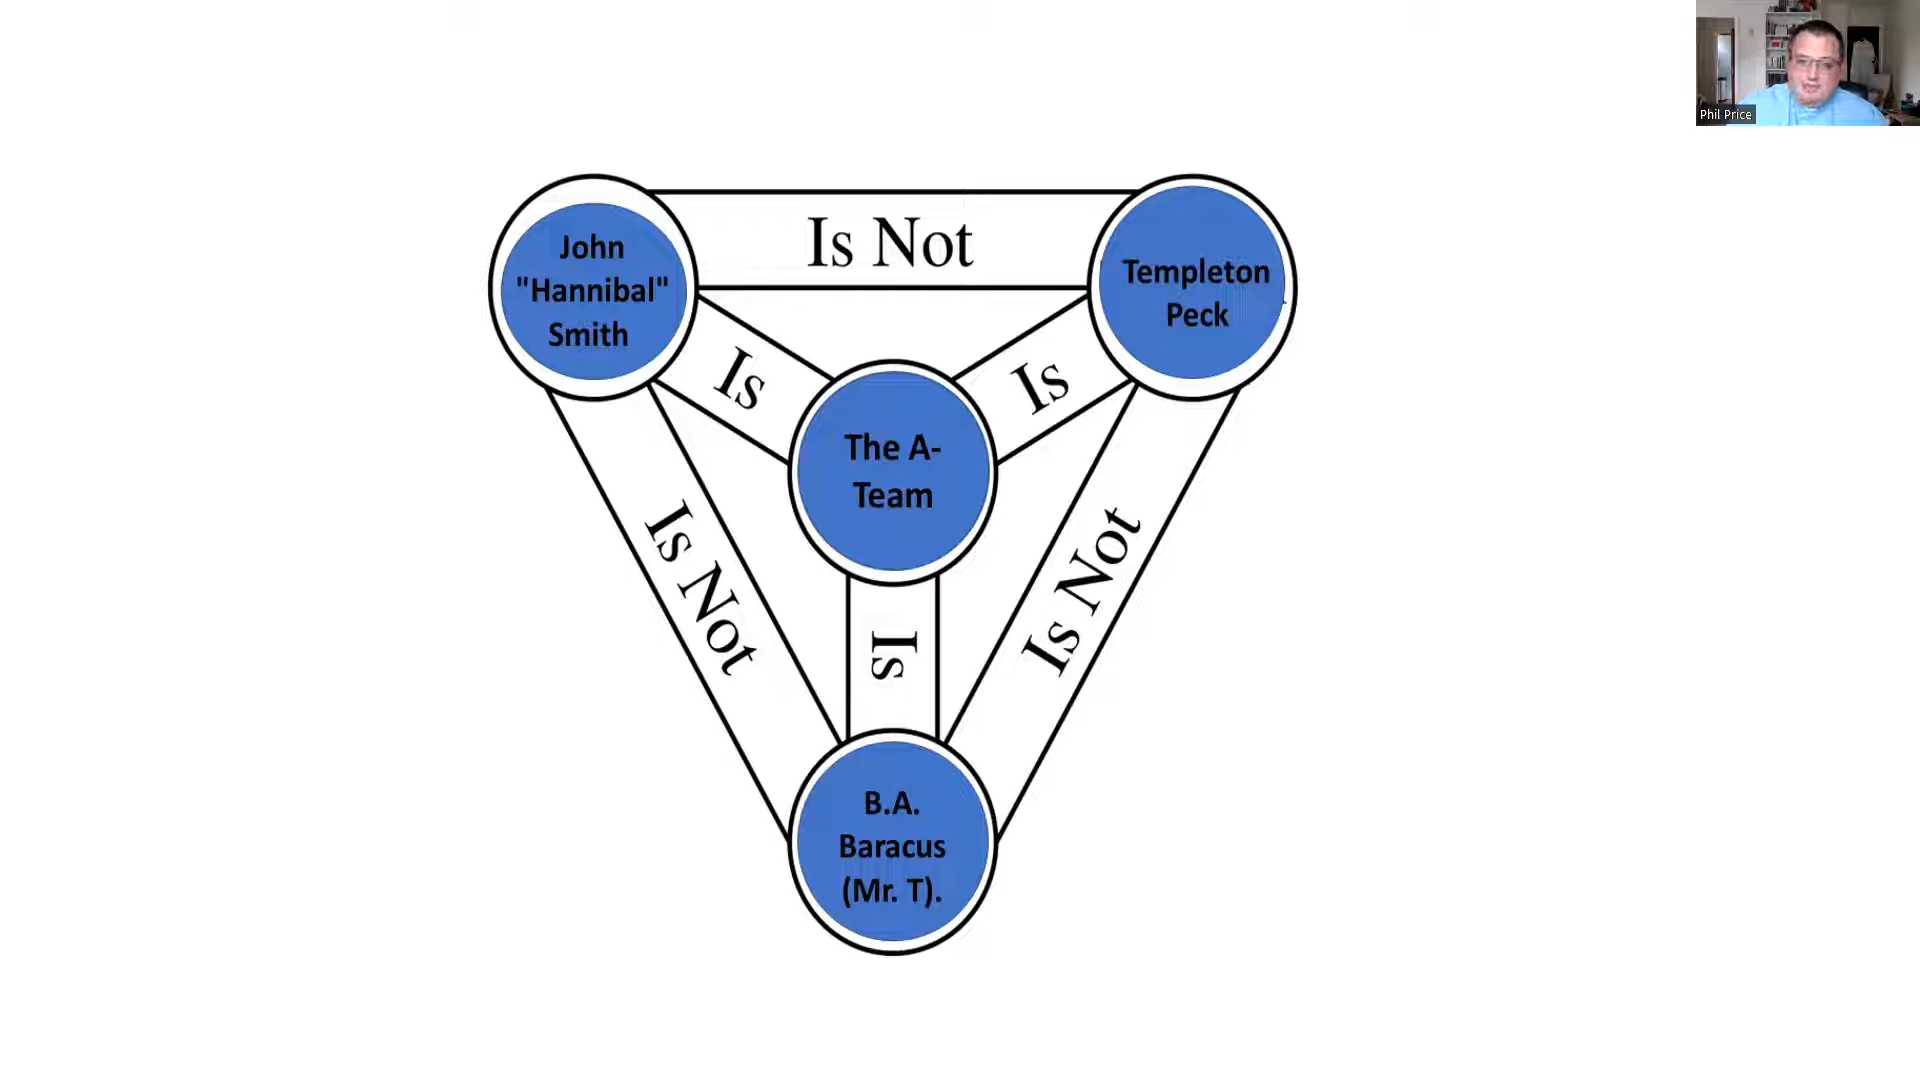 Phil Price
John
"Hannibal"
Smith
Is Not
Templeton
Peck
Is
Is
The A-
Team
Is Not
Is Not
Is
B.A.
Baracus
(Mr. T).